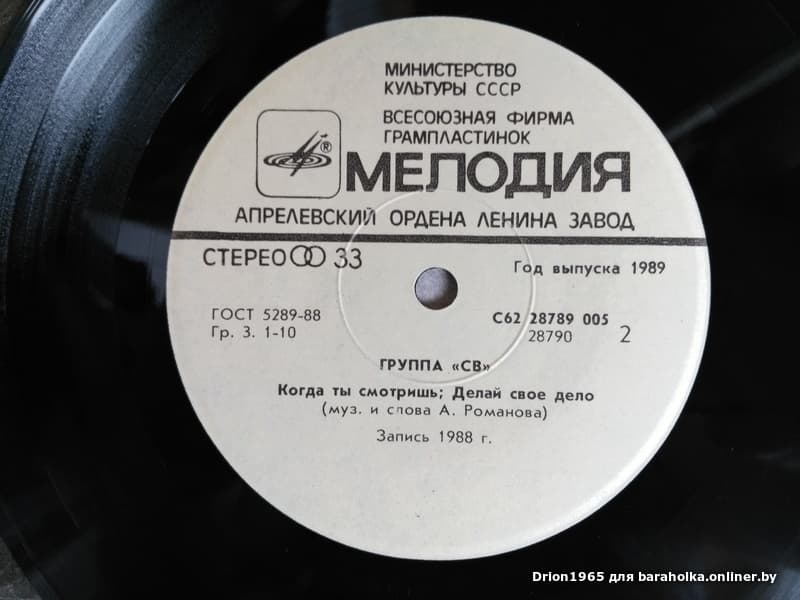 МИНИСТЕРСТВО
КУЛЬТУРЫ СССР
ВСЕСОЮЗНАЯ ФИРМА
ГРАМПЛАСТИНОК
®
МЕЛОДИЯ
АПРЕЛЕВСКИЙ ОРДЕНА ЛЕНИНА ЗАВОД
СТЕРЕО 33
Год выпуска 1989
ГОСТ 5289-88
Гр. 3. 1-10
С62 28789 005
28790 2
ГРУППА «СВ»
Когда ты смотришь; Делай свое дело
(муз. и слова А. Романова)
Запись 1988 г.
Drion1965 для baraholka.onliner.by